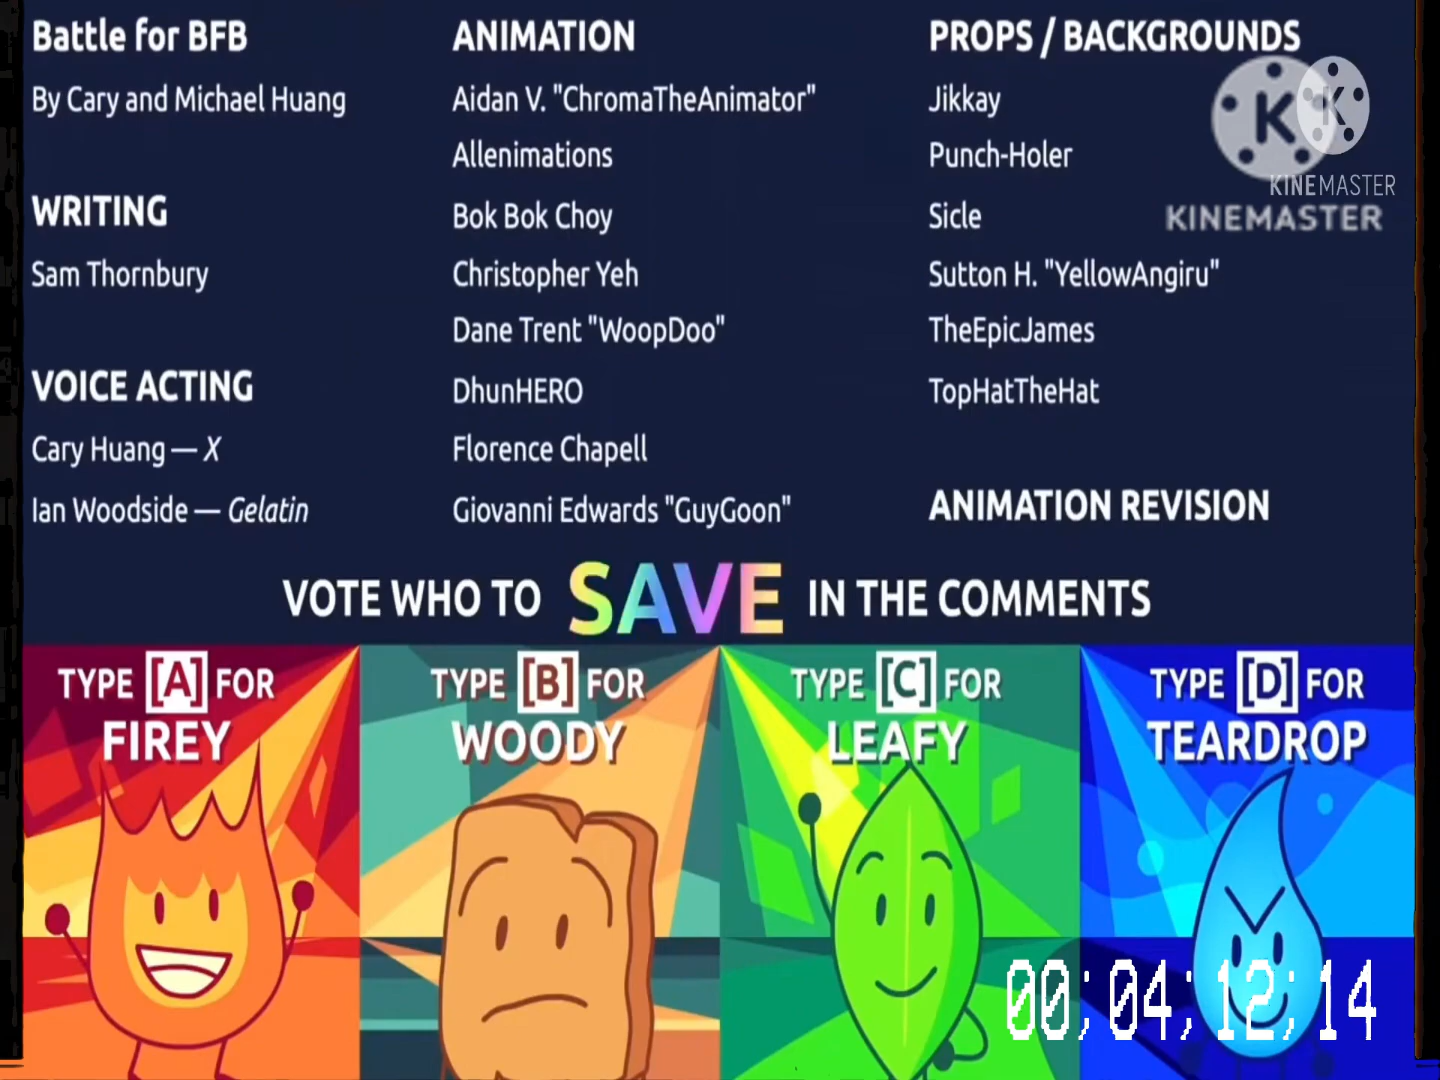 Battle for BFB
By Cary and Michael Huang
WRITING
Sam Thornbury
VOICE ACTING
Cary Huang — X
Ian Woodside — Gelatin
ANIMATION
Aidan V. "ChromaTheAnimator"
Allenimations
Bok Bok Choy
Christopher Yeh
Dane Trent "WoopDoo"
DhunHERO
Florence Chapell
Giovanni Edwards "GuyGoon"
PROPS / BACKGROUNDS
Jikkay
Punch-Holer
Sicle
Sutton H. "YellowAngiru"
TheEpicJames
TopHatTheHat
ANIMATION REVISION
K K
KINEMASTER
KINEMASTER
VOTE WHO TO SAVE IN THE COMMENTS
TYPE [A] FOR
FIREY
TYPE [B] FOR
WOODY
TYPE [C] FOR
LEAFY
TYPE [D] FOR
TEARDROP
00;04;12;14